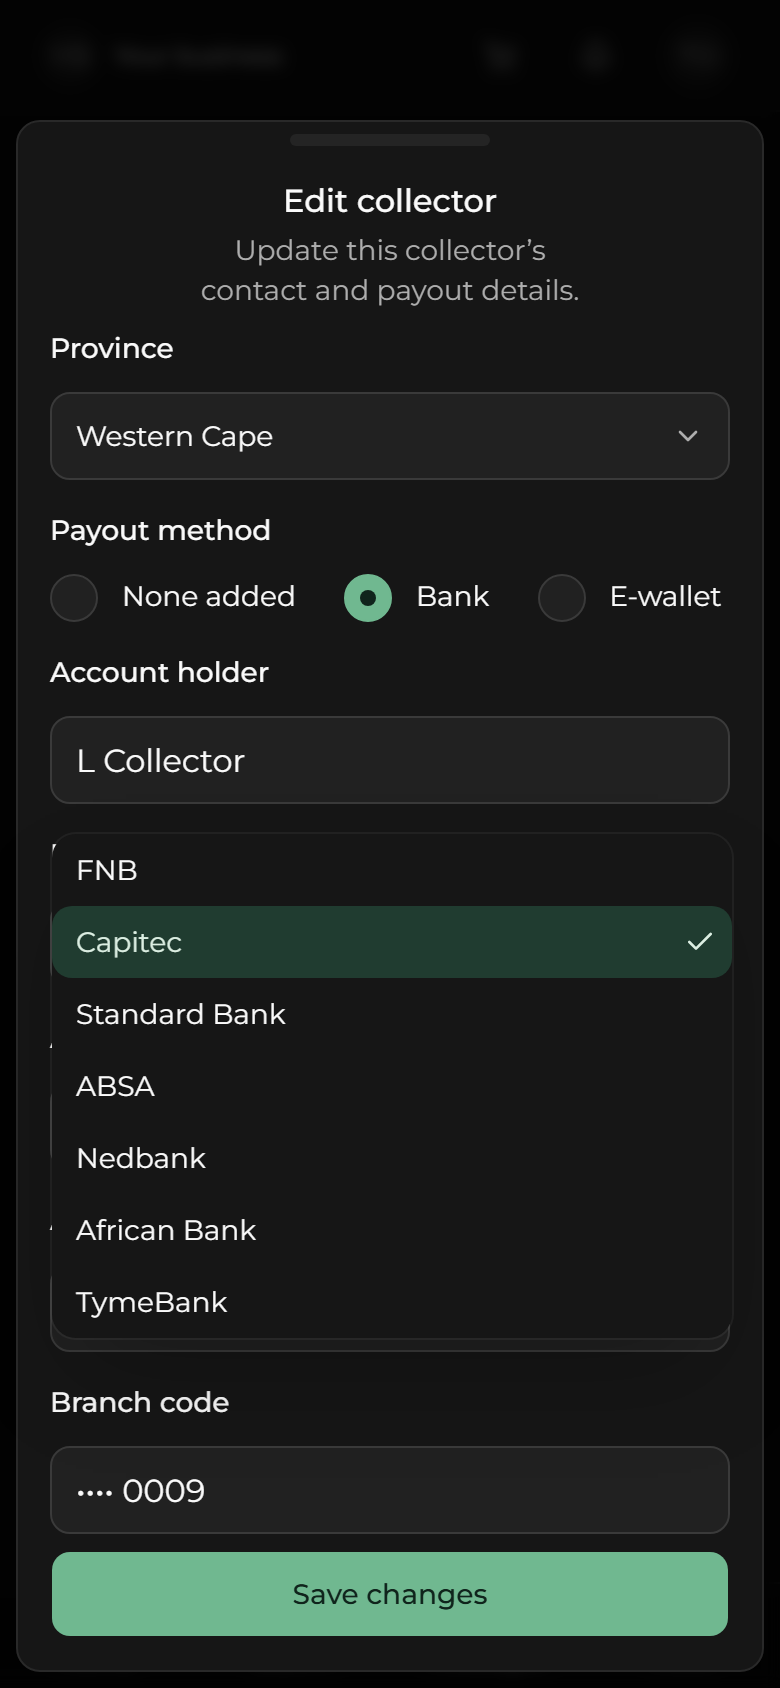 Edit collector
Update this collector’s
contact and payout details.
Province
Western Cape
Payout method
None added
Bank
E-wallet
Account holder
L Collector
FNB
Capitec
Standard Bank
ABSA
Nedbank
African Bank
TymeBank
Branch code
•••• 0009
Save changes